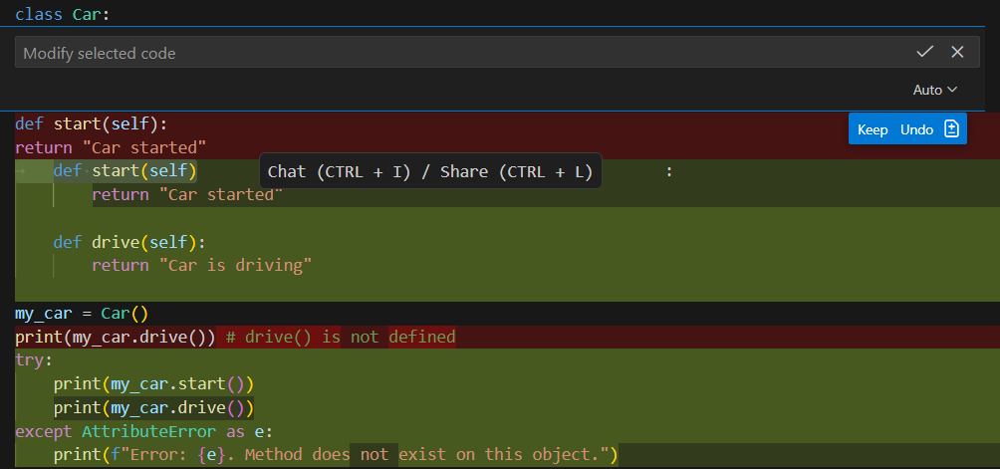 class Car:
Modify selected code
Auto
def start(self):
Keep Undo
return "Car started"
def start(self) Chat (CTRL + I) / Share (CTRL + L) :
return "Car started"
def drive(self):
return "Car is driving"
my_car = Car()
print(my_car.drive()) # drive() is not defined
try:
print(my_car.start())
print(my_car.drive())
except AttributeError as e:
print(f"Error: {e}. Method does not exist on this object.")